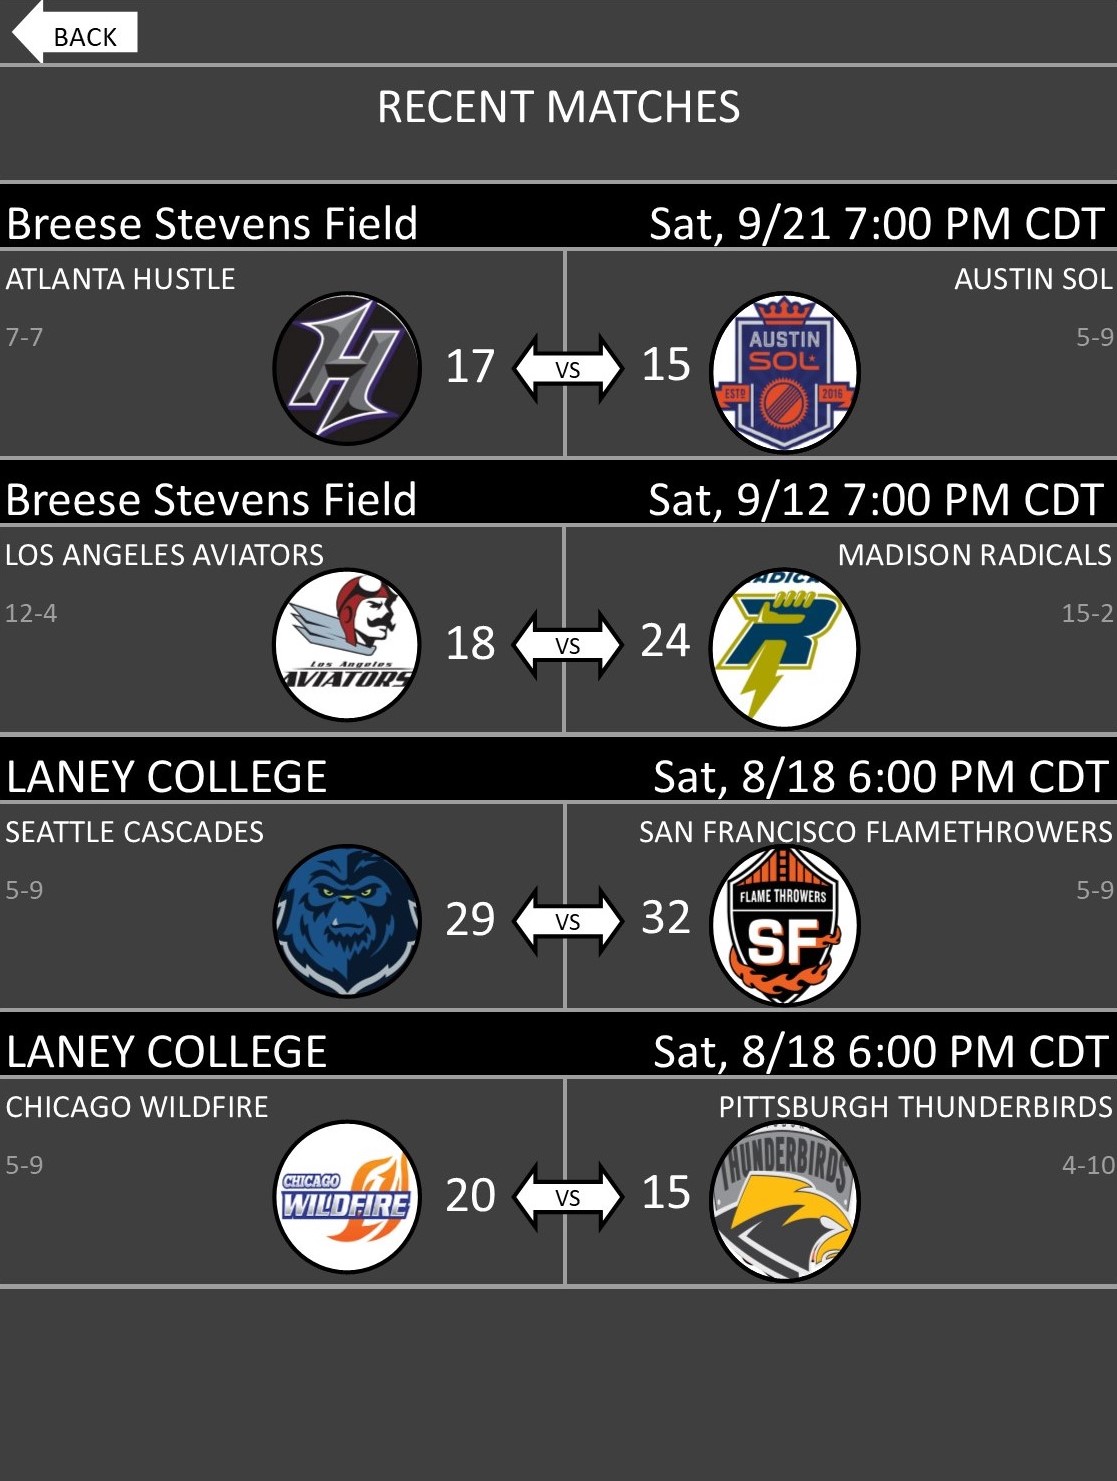 BACK
RECENT MATCHES
Breese Stevens Field Sat, 9/21 7:00 PM CDT
ATLANTA HUSTLE AUSTIN SOL
7-7 5-9
17 VS 15
AUSTIN
SOL
ESTD 2016
Breese Stevens Field Sat, 9/12 7:00 PM CDT
LOS ANGELES AVIATORS MADISON RADICALS
12-4 15-2
18 VS 24
Los Angeles
AVIATORS
LANEY COLLEGE Sat, 8/18 6:00 PM CDT
SEATTLE CASCADES SAN FRANCISCO FLAMETHROWERS
5-9 5-9
29 VS 32
FLAME THROWERS
SF
LANEY COLLEGE Sat, 8/18 6:00 PM CDT
CHICAGO WILDFIRE PITTSBURGH THUNDERBIRDS
5-9 4-10
20 VS 15
CHICAGO
WILDFIRE
THUNDERBIRDS